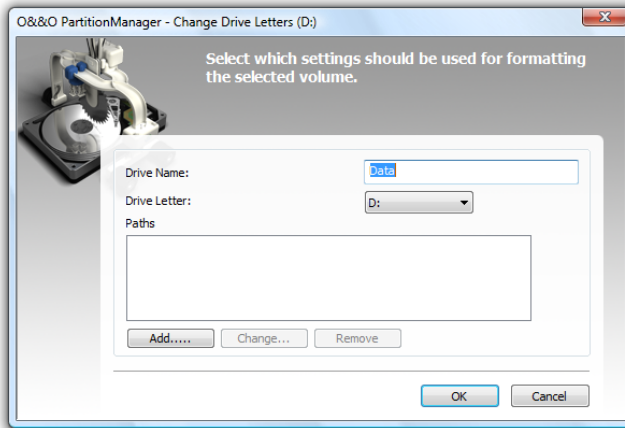 O&&O PartitionManager - Change Drive Letters (D:)
Select which settings should be used for formatting
the selected volume.
Drive Name:
Data
Drive Letter:
D:
Paths
Add.....
Change...
Remove
OK
Cancel